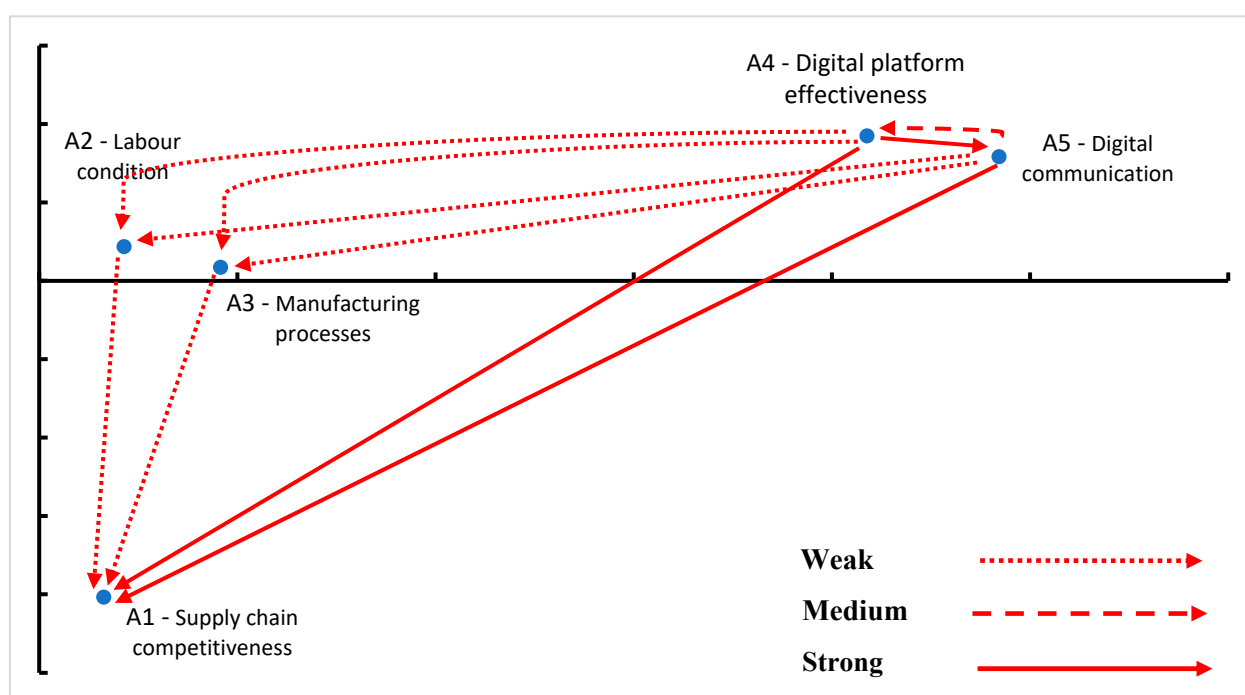 A4 - Digital platform
effectiveness
A2 - Labour
condition
A5 - Digital
communication
A3 - Manufacturing
processes
A1 - Supply chain
competitiveness
Weak
Medium
Strong